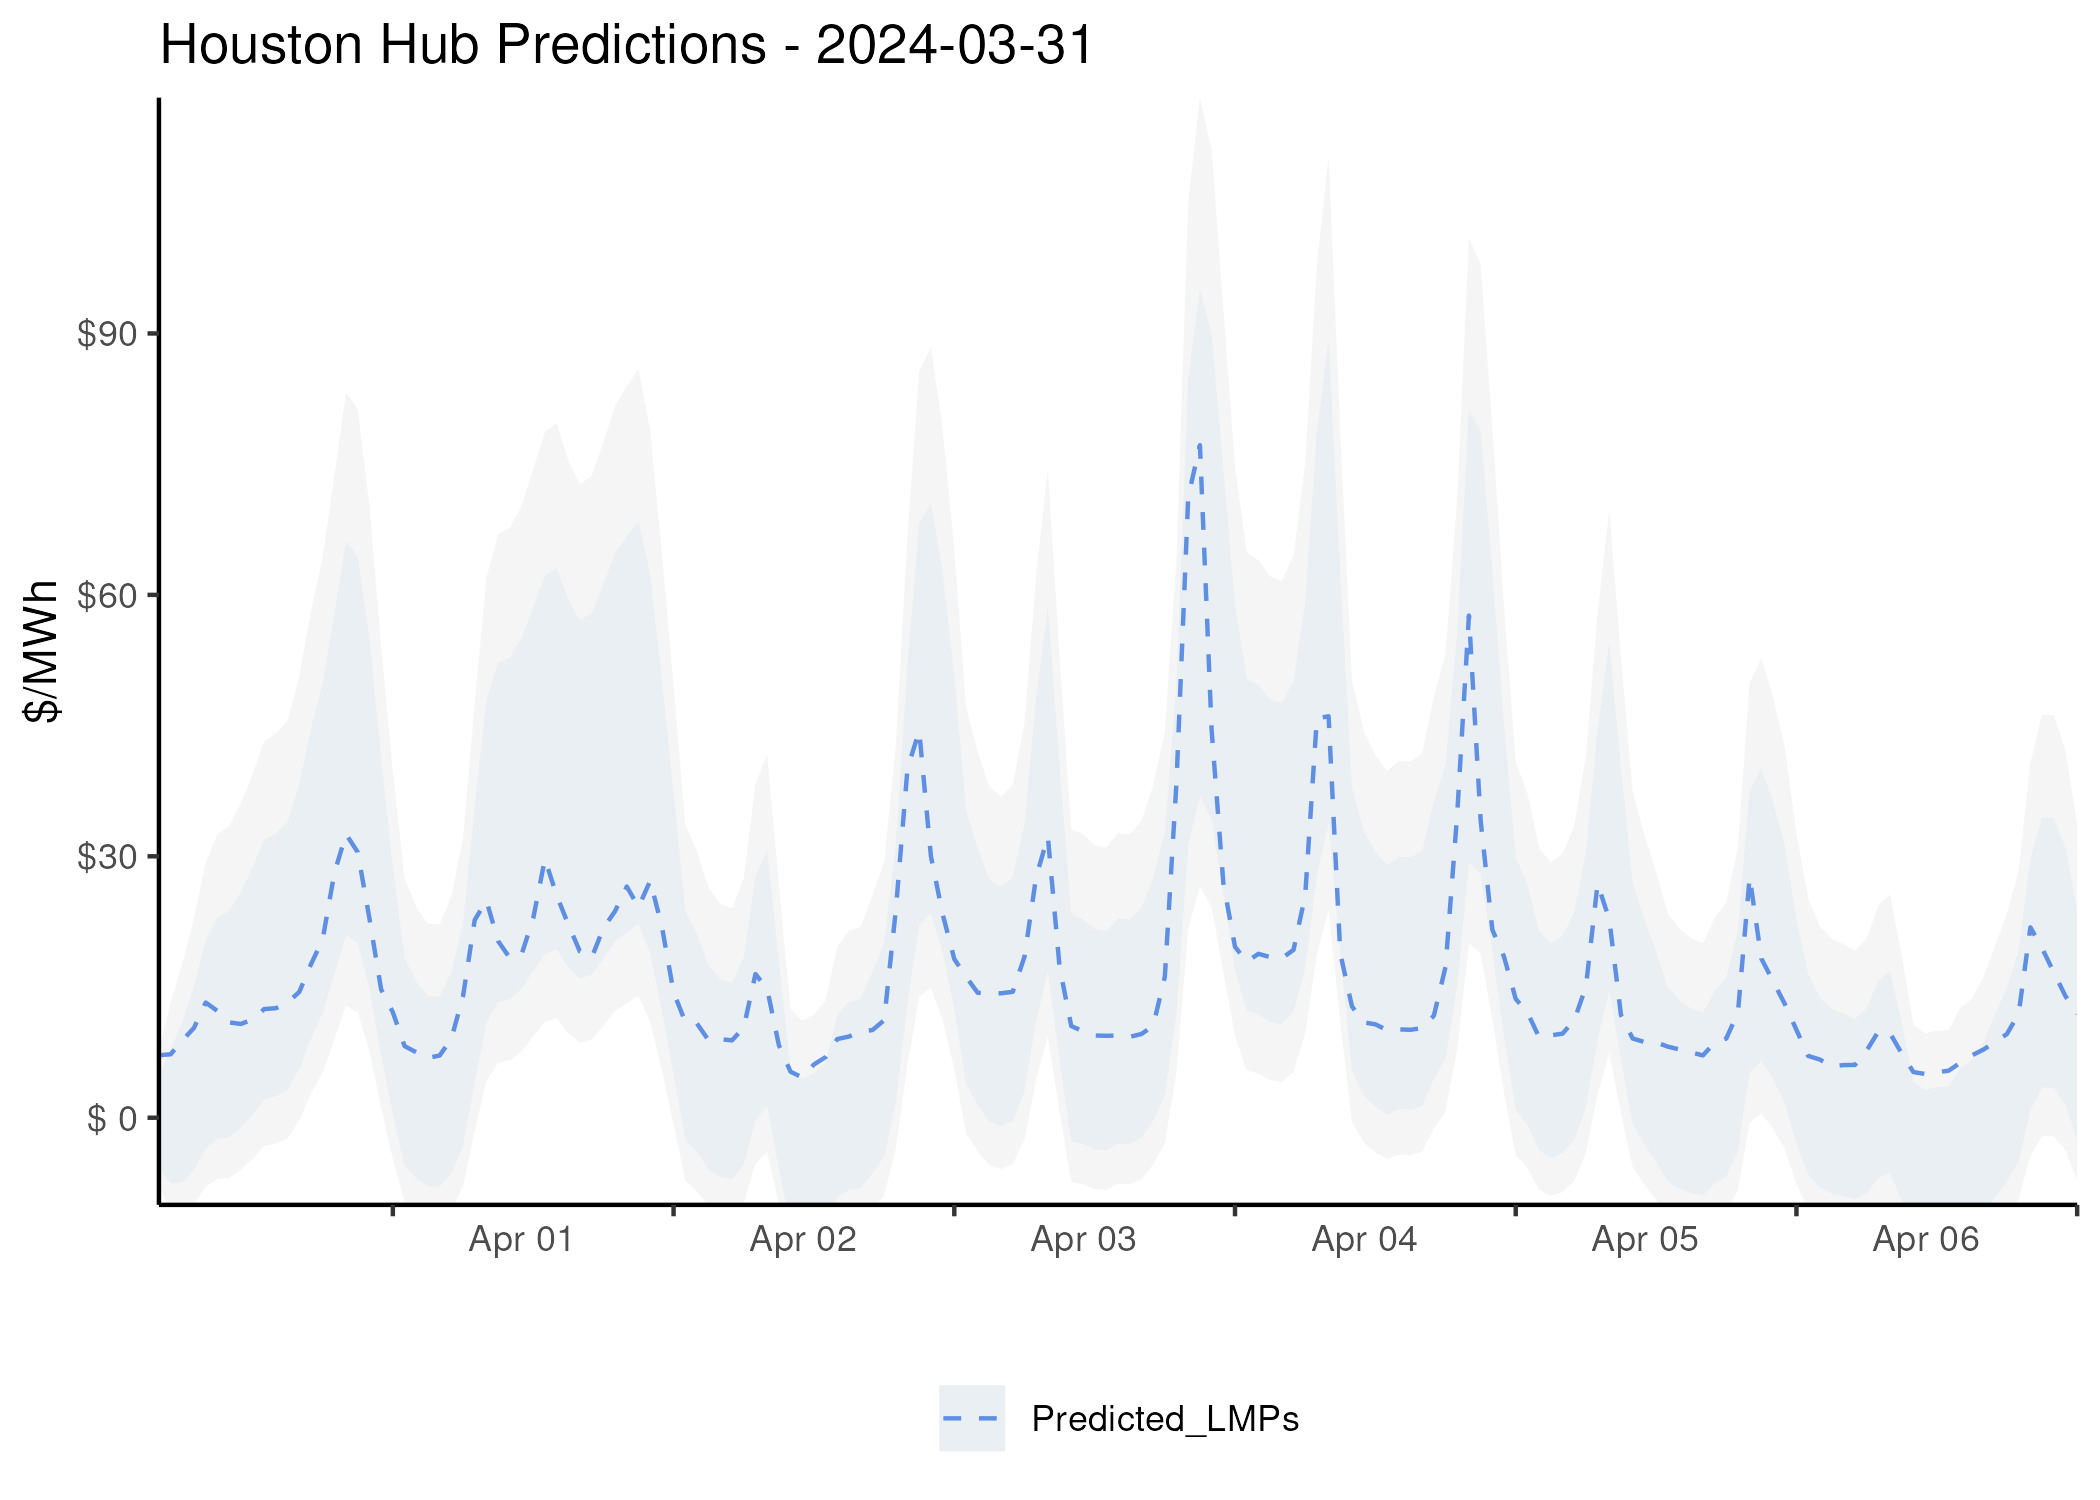 Houston Hub Predictions - 2024-03-31
$/MWh
$90
$60
$30
$ 0
Apr 01
Apr 02
Apr 03
Apr 04
Apr 05
Apr 06
Predicted_LMPs